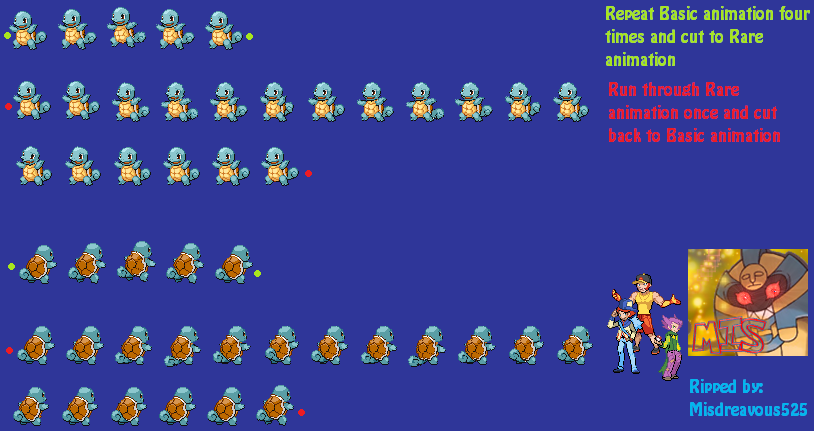 Repeat Basic animation four
times and cut to Rare
animation
Run through Rare
animation once and cut
back to Basic animation
MTS
Ripped by:
Misdreavous525